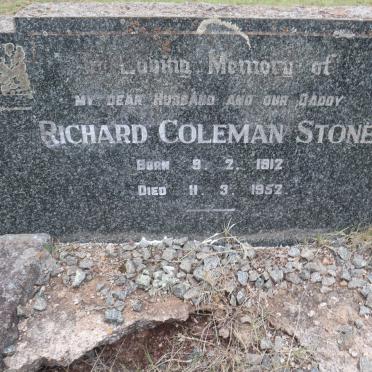 In Loving Memory of
MY DEAR HUSBAND AND OUR DADDY
RICHARD COLEMAN STONE
BORN 9. 2. 1912
DIED 11. 3. 1952